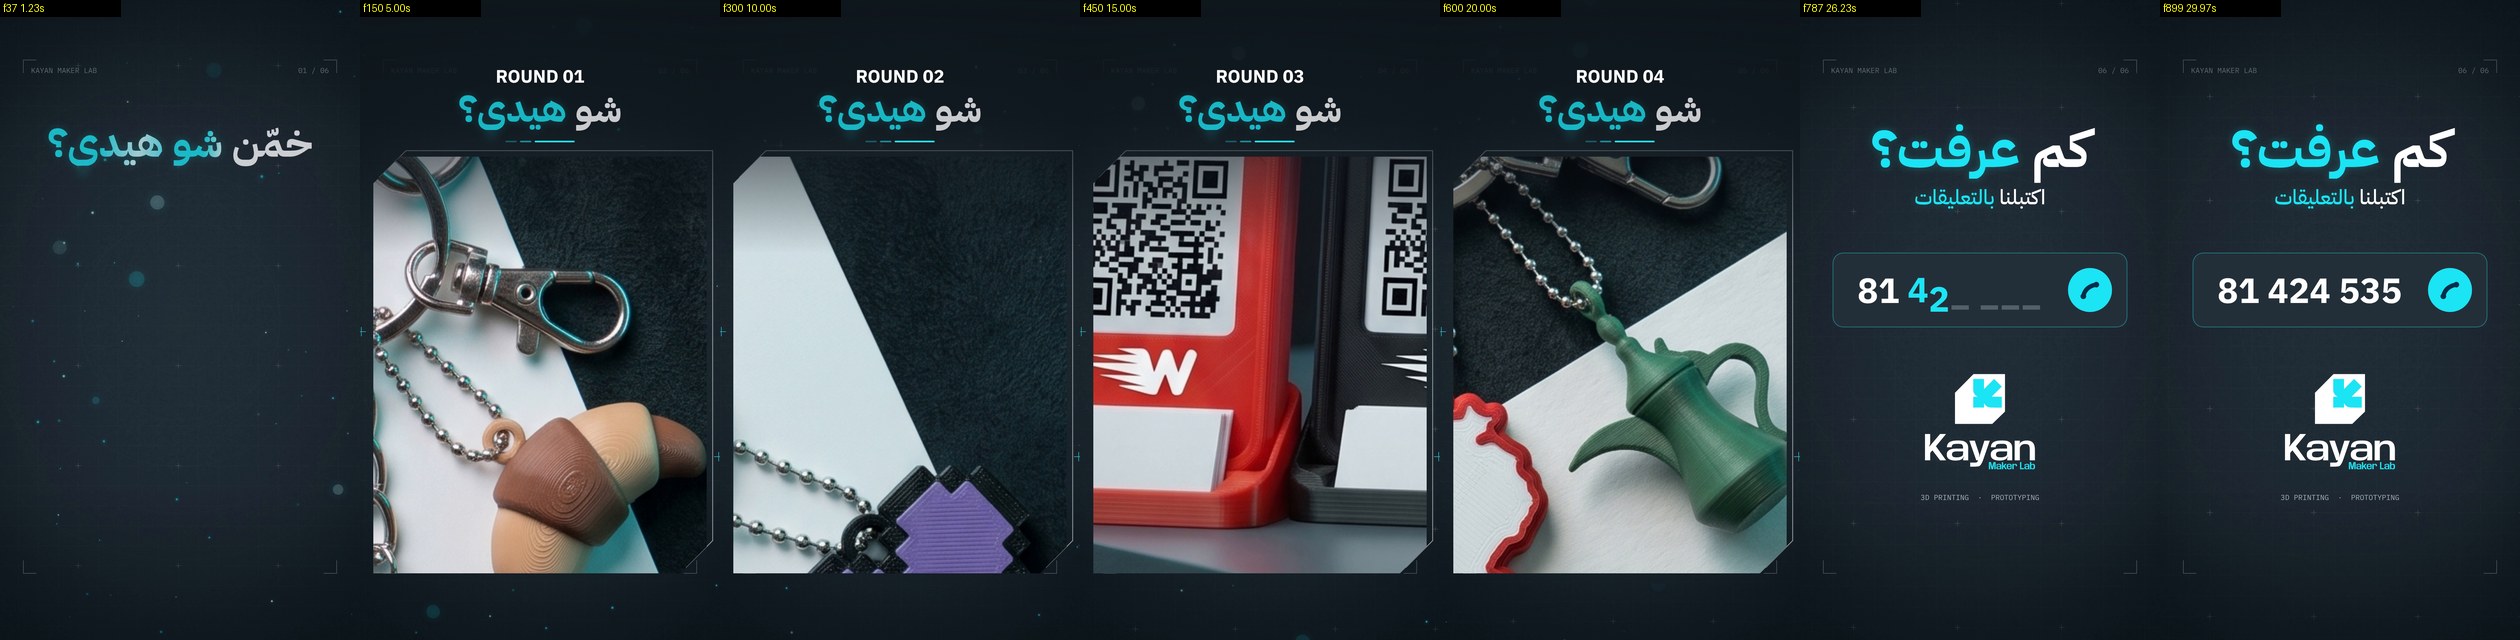 f37 1.23s
KAYAN MAKER LAB
01 / 06
خمّن شو هيدي؟
f150 5.00s
ROUND 01
شو هيدي؟
f300 10.00s
ROUND 02
شو هيدي؟
f450 15.00s
ROUND 03
شو هيدي؟
W
f600 20.00s
ROUND 04
شو هيدي؟
f787 26.23s
KAYAN MAKER LAB
06 / 06
كم عرفت؟
اكتبلنا بالتعليقات
81 42_ ___
Kayan
Maker Lab
3D PRINTING · PROTOTYPING
f899 29.97s
KAYAN MAKER LAB
06 / 06
كم عرفت؟
اكتبلنا بالتعليقات
81 424 535
Kayan
Maker Lab
3D PRINTING · PROTOTYPING